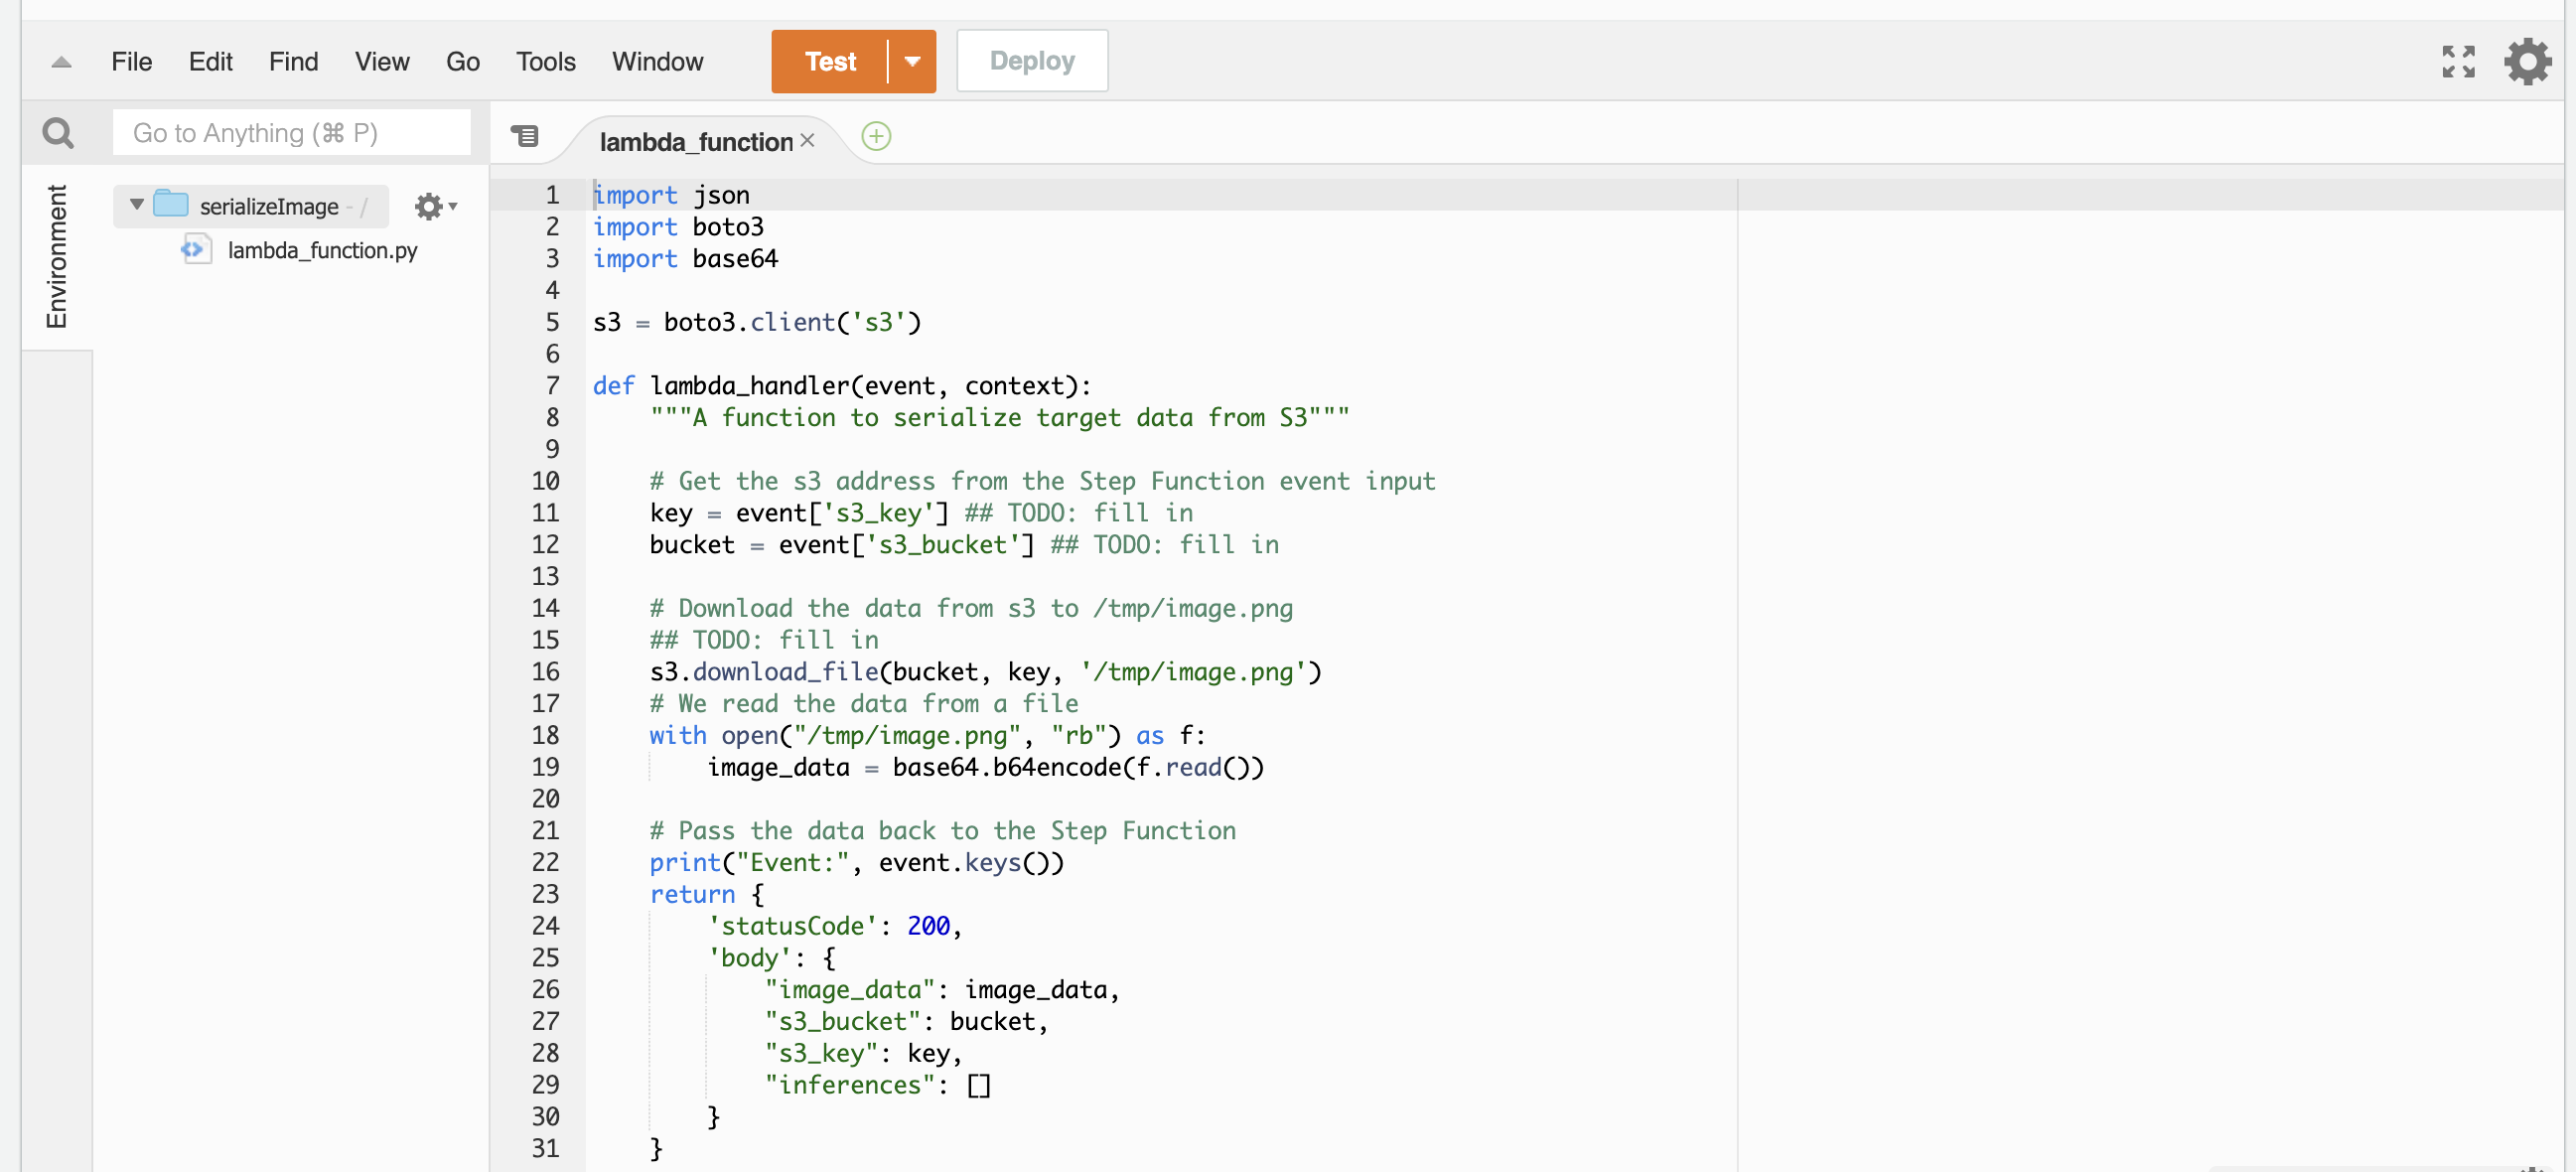 File Edit Find View Go Tools Window Test Deploy
Go to Anything (⌘ P)
lambda_function ×
Environment
serializeImage - /
lambda_function.py
1 import json
2 import boto3
3 import base64
4
5 s3 = boto3.client('s3')
6
7 def lambda_handler(event, context):
8 """A function to serialize target data from S3"""
9
10 # Get the s3 address from the Step Function event input
11 key = event['s3_key'] ## TODO: fill in
12 bucket = event['s3_bucket'] ## TODO: fill in
13
14 # Download the data from s3 to /tmp/image.png
15 ## TODO: fill in
16 s3.download_file(bucket, key, '/tmp/image.png')
17 # We read the data from a file
18 with open("/tmp/image.png", "rb") as f:
19 image_data = base64.b64encode(f.read())
20
21 # Pass the data back to the Step Function
22 print("Event:", event.keys())
23 return {
24 'statusCode': 200,
25 'body': {
26 "image_data": image_data,
27 "s3_bucket": bucket,
28 "s3_key": key,
29 "inferences": []
30 }
31 }